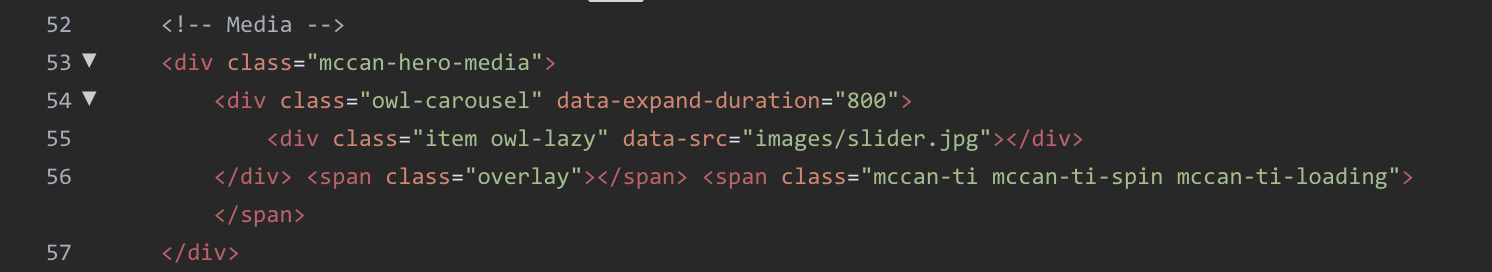 52 <!-- Media -->
53 ▼ <div class="mccan-hero-media">
54 ▼ <div class="owl-carousel" data-expand-duration="800">
55 <div class="item owl-lazy" data-src="images/slider.jpg"></div>
56 </div> <span class="overlay"></span> <span class="mccan-ti mccan-ti-spin mccan-ti-loading">
</span>
57 </div>